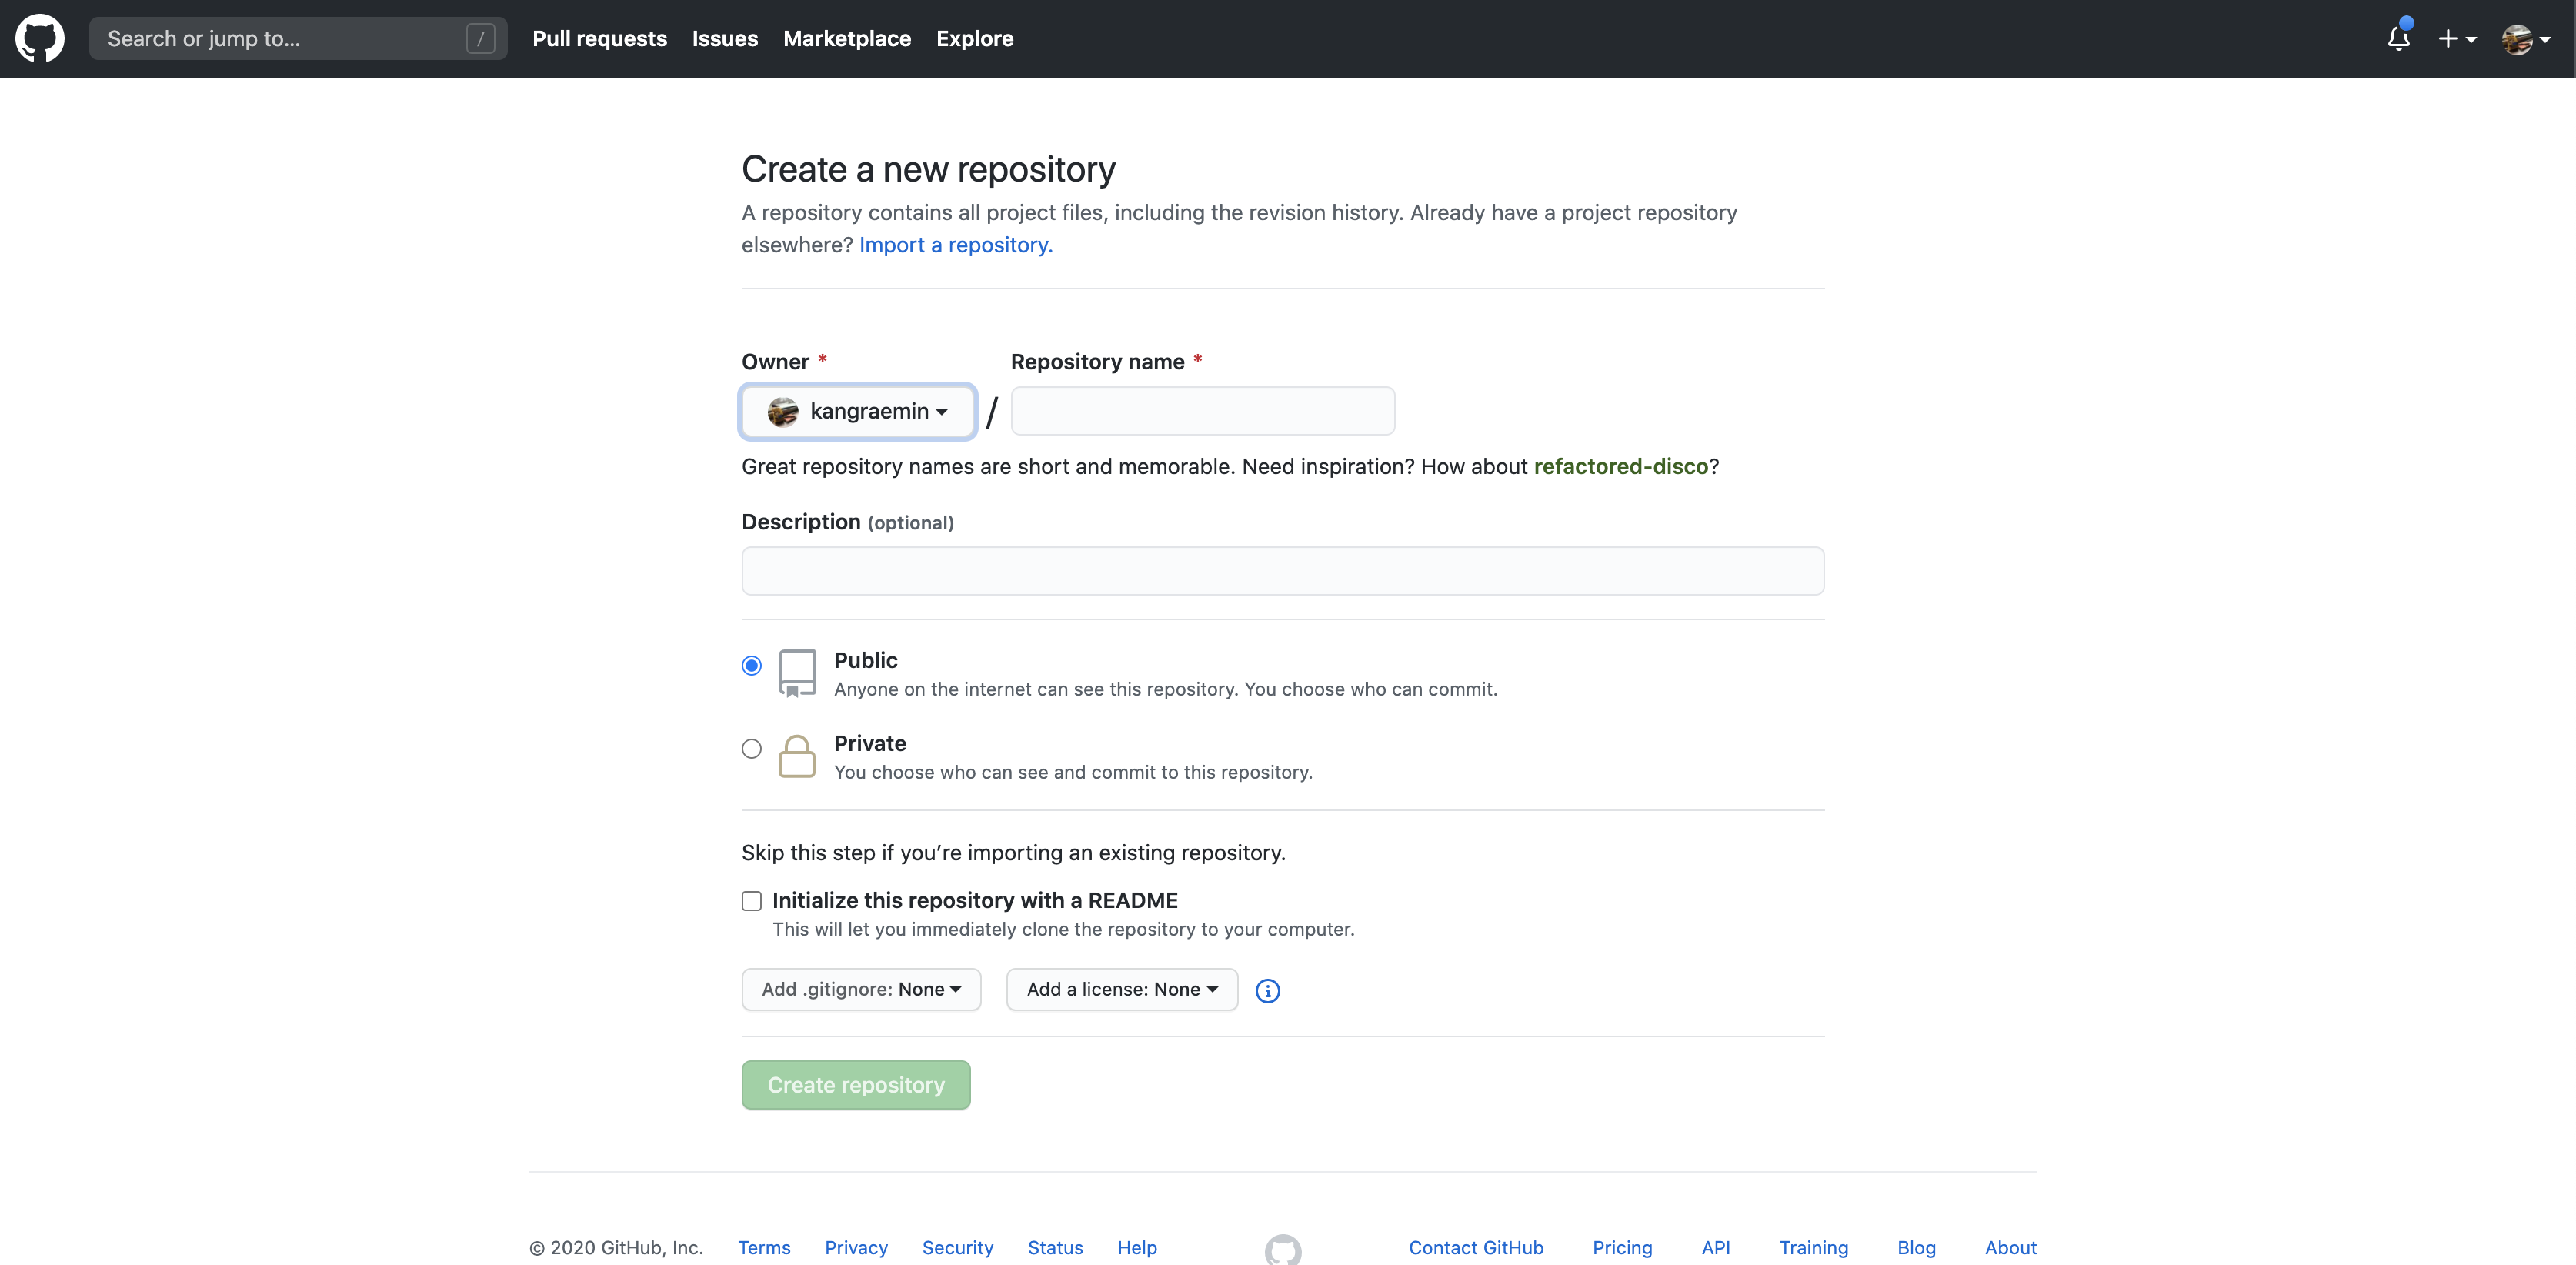 Search or jump to... /
Pull requests Issues Marketplace Explore
Create a new repository
A repository contains all project files, including the revision history. Already have a project repository
elsewhere? Import a repository.
Owner * Repository name *
kangraemin /
Great repository names are short and memorable. Need inspiration? How about refactored-disco?
Description (optional)
Public
Anyone on the internet can see this repository. You choose who can commit.
Private
You choose who can see and commit to this repository.
Skip this step if you’re importing an existing repository.
Initialize this repository with a README
This will let you immediately clone the repository to your computer.
Add .gitignore: None Add a license: None
Create repository
© 2020 GitHub, Inc. Terms Privacy Security Status Help Contact GitHub Pricing API Training Blog About